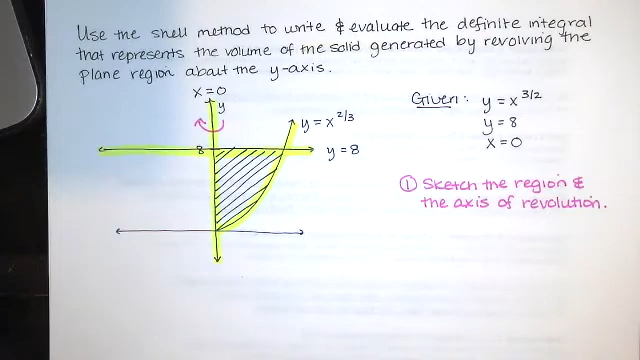 Use the shell method to write & evaluate the definite integral
that represents the volume of the solid generated by revolving the
plane region about the y-axis.
x=0
y
y=x^2/3
8
y=8
Given: y=x^3/2
y=8
x=0
① Sketch the region &
the axis of revolution.